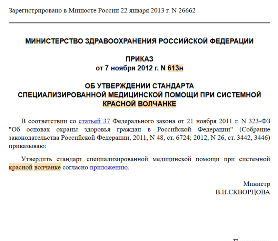 Зарегистрировано в Минюсте России 22 января 2013 г. N 26662
МИНИСТЕРСТВО ЗДРАВООХРАНЕНИЯ РОССИЙСКОЙ ФЕДЕРАЦИИ
ПРИКАЗ
от 7 ноября 2012 г. N 613н
ОБ УТВЕРЖДЕНИИ СТАНДАРТА
СПЕЦИАЛИЗИРОВАННОЙ МЕДИЦИНСКОЙ ПОМОЩИ ПРИ СИСТЕМНОЙ
КРАСНОЙ ВОЛЧАНКЕ
В соответствии со статьей 37 Федерального закона от 21 ноября 2011 г. N 323-ФЗ
"Об основах охраны здоровья граждан в Российской Федерации" (Собрание
законодательства Российской Федерации, 2011, N 48, ст. 6724; 2012, N 26, ст. 3442, 3446)
приказываю:
Утвердить стандарт специализированной медицинской помощи при системной
красной волчанке согласно приложению.
Министр
В.И.СКВОРЦОВА